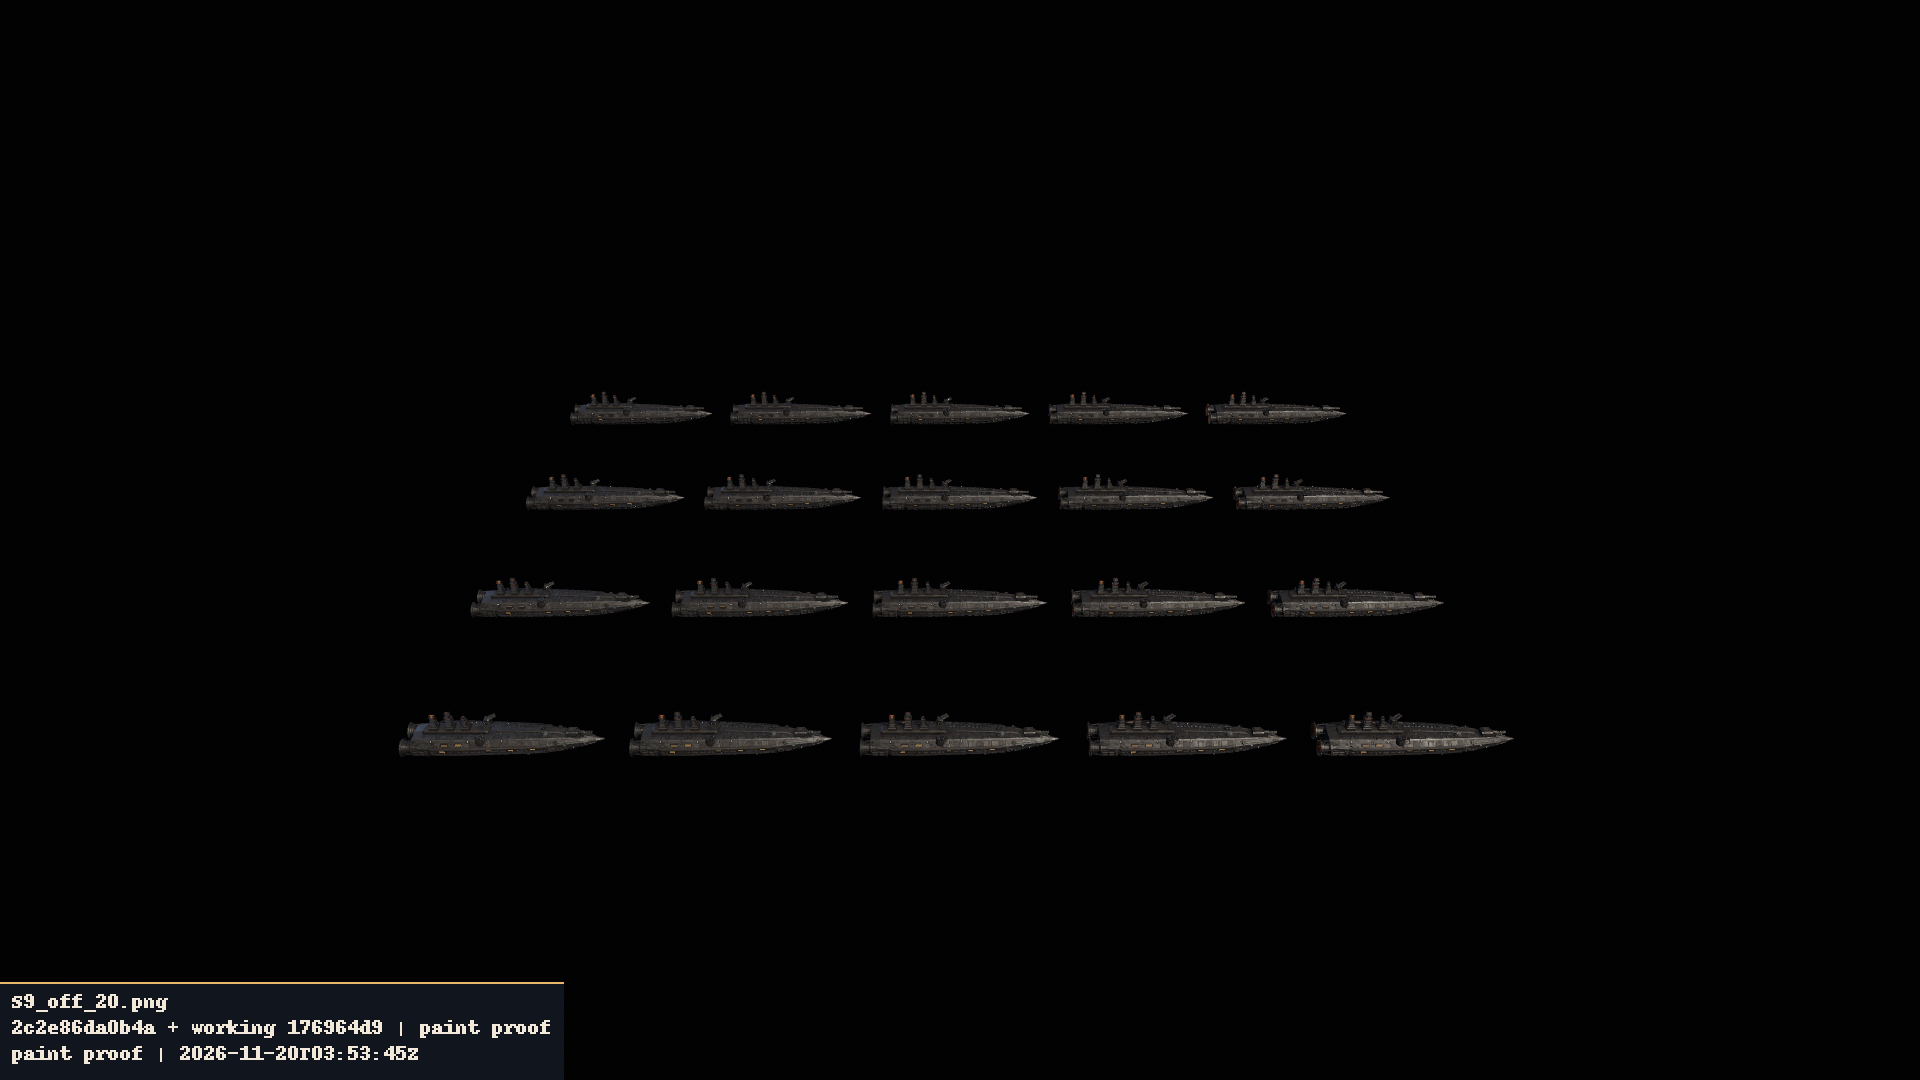 s9_off_20.png
2c2e86da0b4a + working 176964d9 | paint proof
paint proof | 2026-11-20T03:53:45z